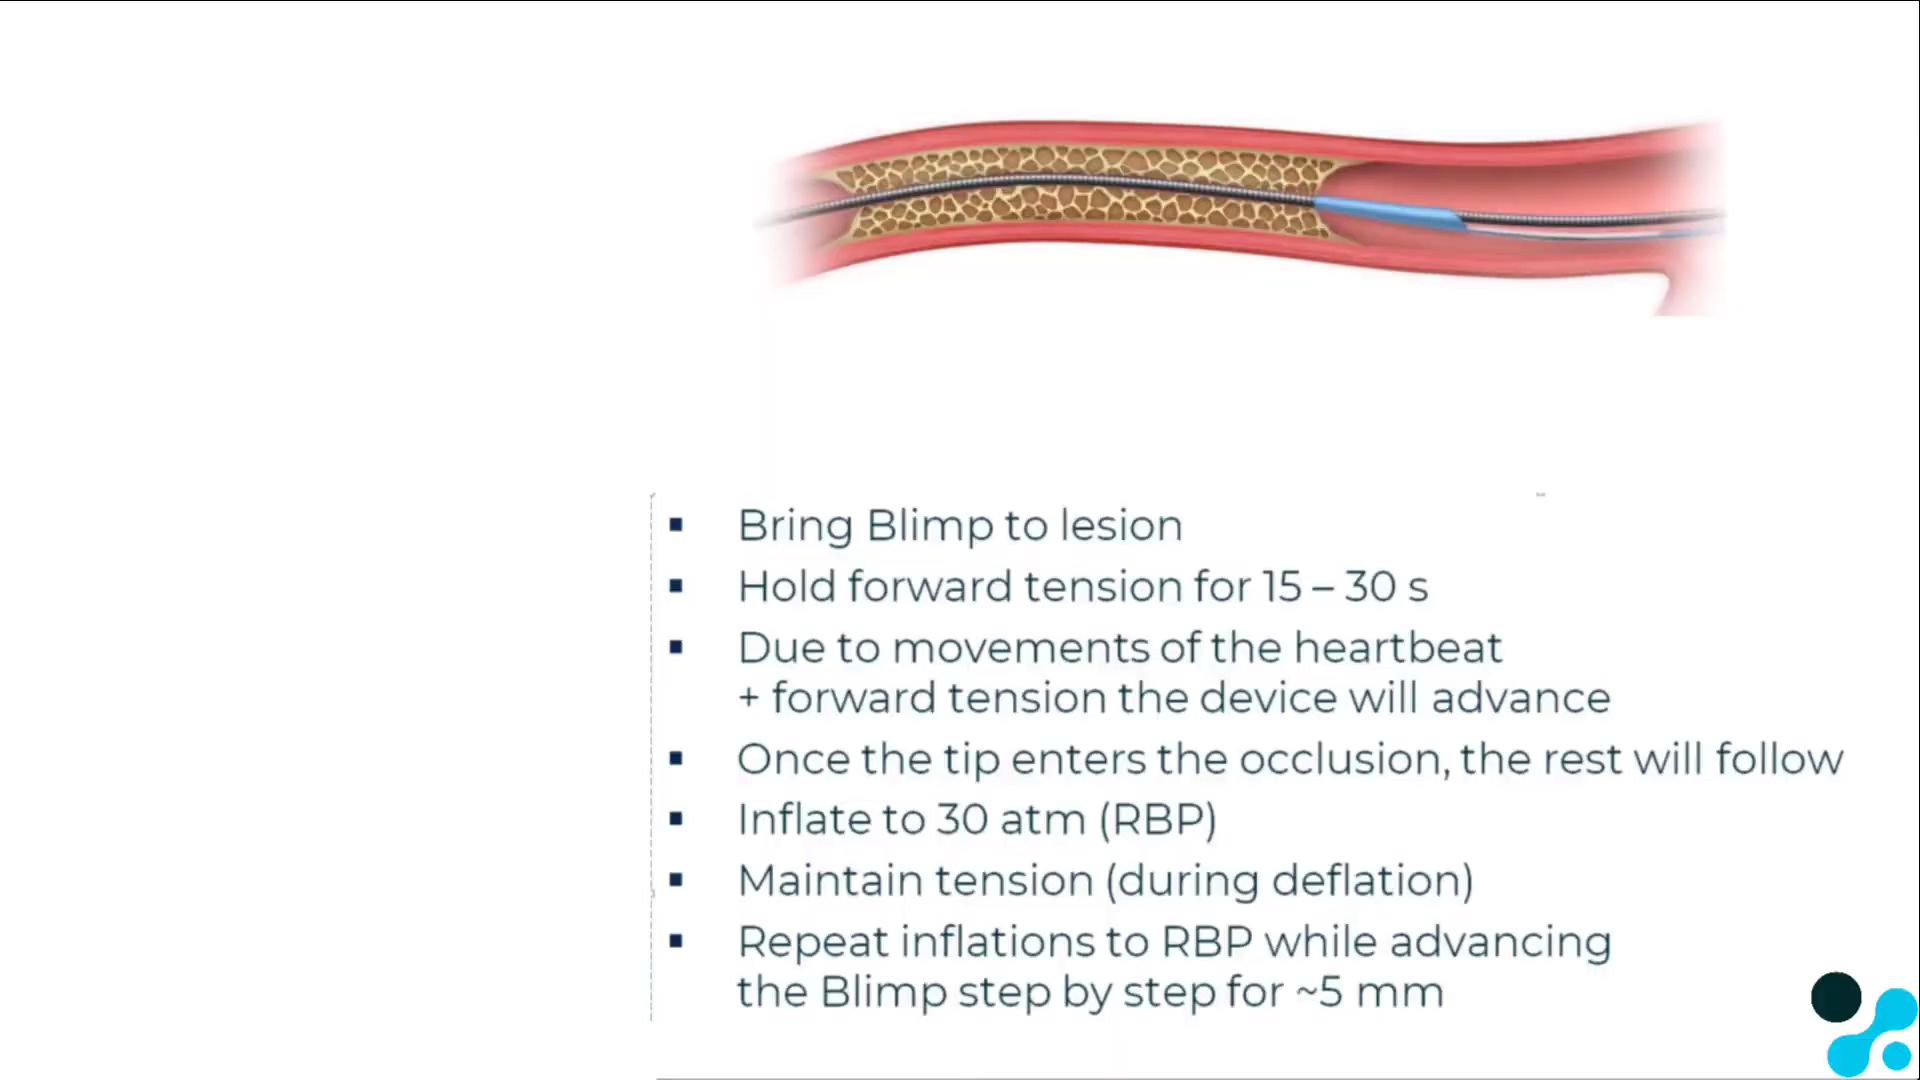 ▪ Bring Blimp to lesion
▪ Hold forward tension for 15 – 30 s
▪ Due to movements of the heartbeat
+ forward tension the device will advance
▪ Once the tip enters the occlusion, the rest will follow
▪ Inflate to 30 atm (RBP)
▪ Maintain tension (during deflation)
▪ Repeat inflations to RBP while advancing
the Blimp step by step for ~5 mm